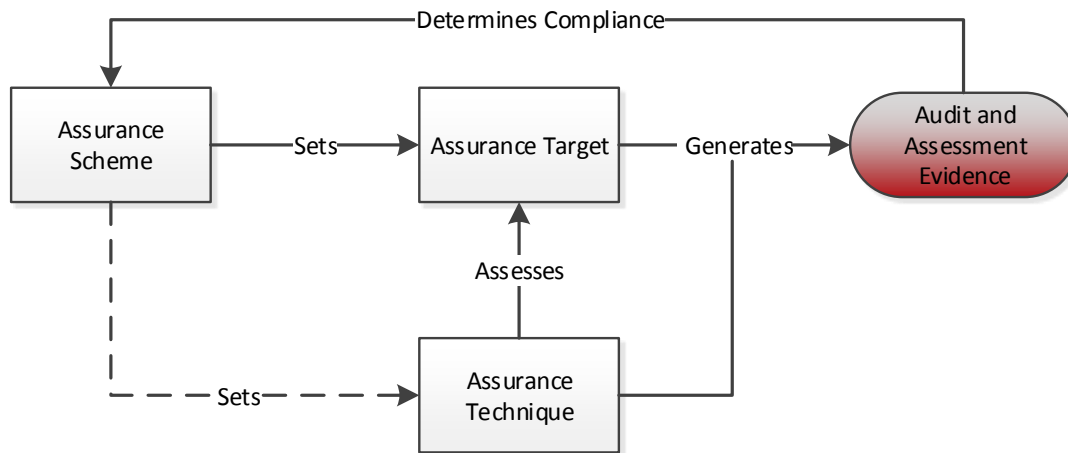 Determines Compliance
Assurance
Scheme
Sets
Assurance Target
Generates
Audit and
Assessment
Evidence
Assesses
Sets
Assurance
Technique